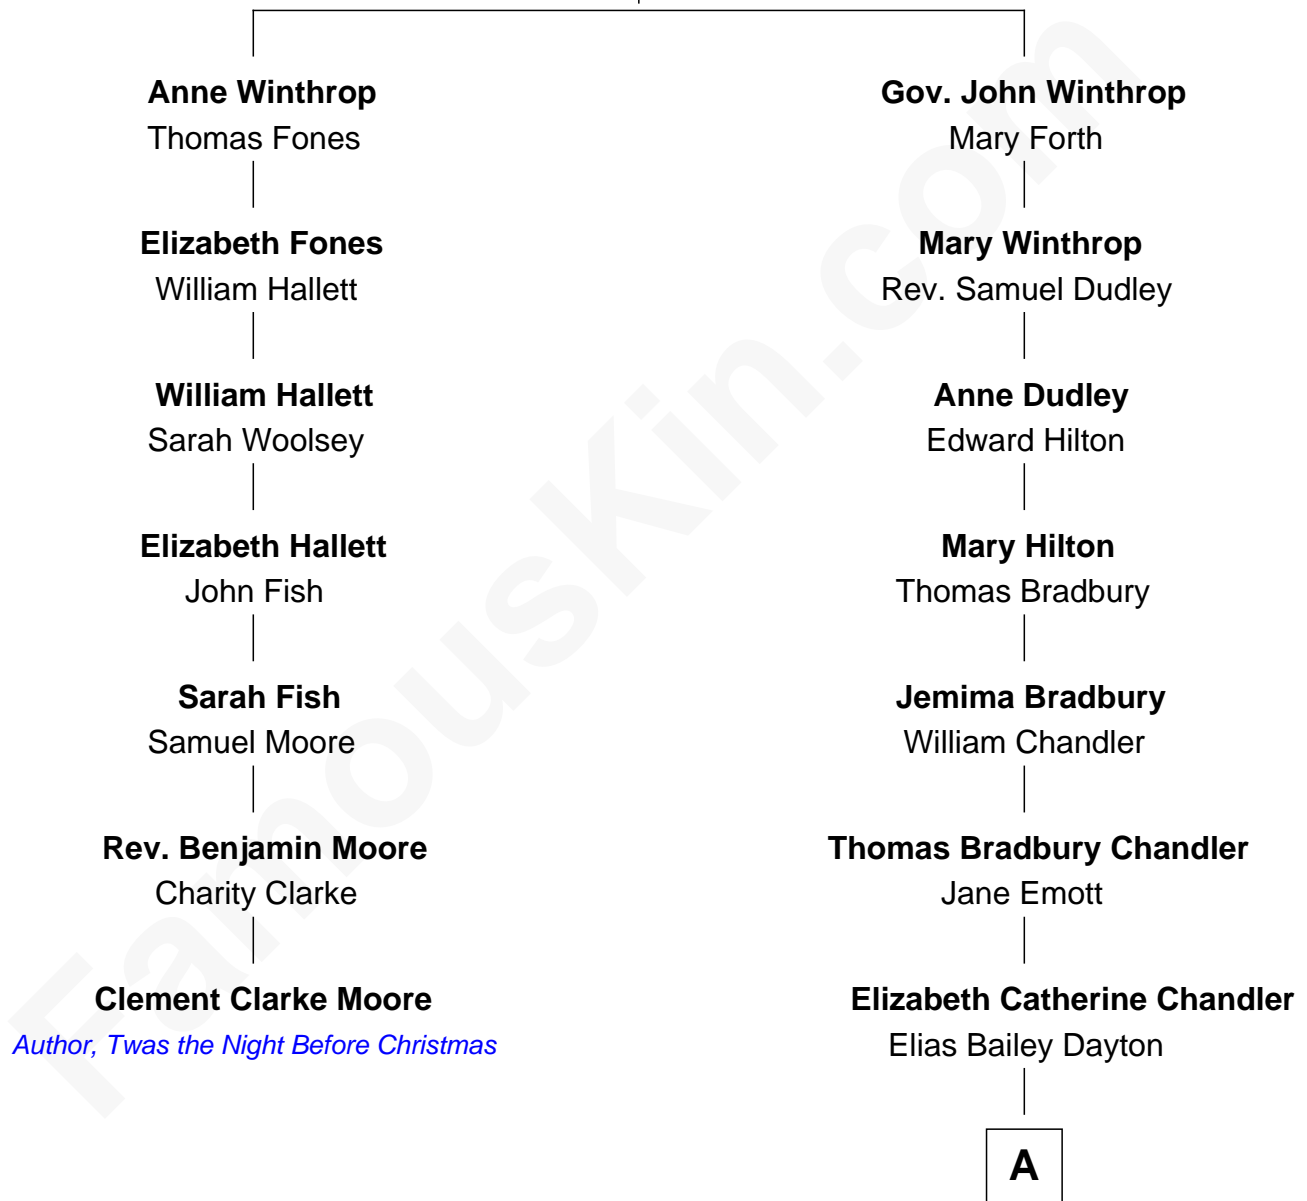 Anne Winthrop
Thomas Fones
Elizabeth Fones
William Hallett
William Hallett
Sarah Woolsey
Elizabeth Hallett
John Fish
Sarah Fish
Samuel Moore
Rev. Benjamin Moore
Charity Clarke
Clement Clarke Moore
Author, Twas the Night Before Christmas
Gov. John Winthrop
Mary Forth
Mary Winthrop
Rev. Samuel Dudley
Anne Dudley
Edward Hilton
Mary Hilton
Thomas Bradbury
Jemima Bradbury
William Chandler
Thomas Bradbury Chandler
Jane Emott
Elizabeth Catherine Chandler
Elias Bailey Dayton
A
FamousKin.com